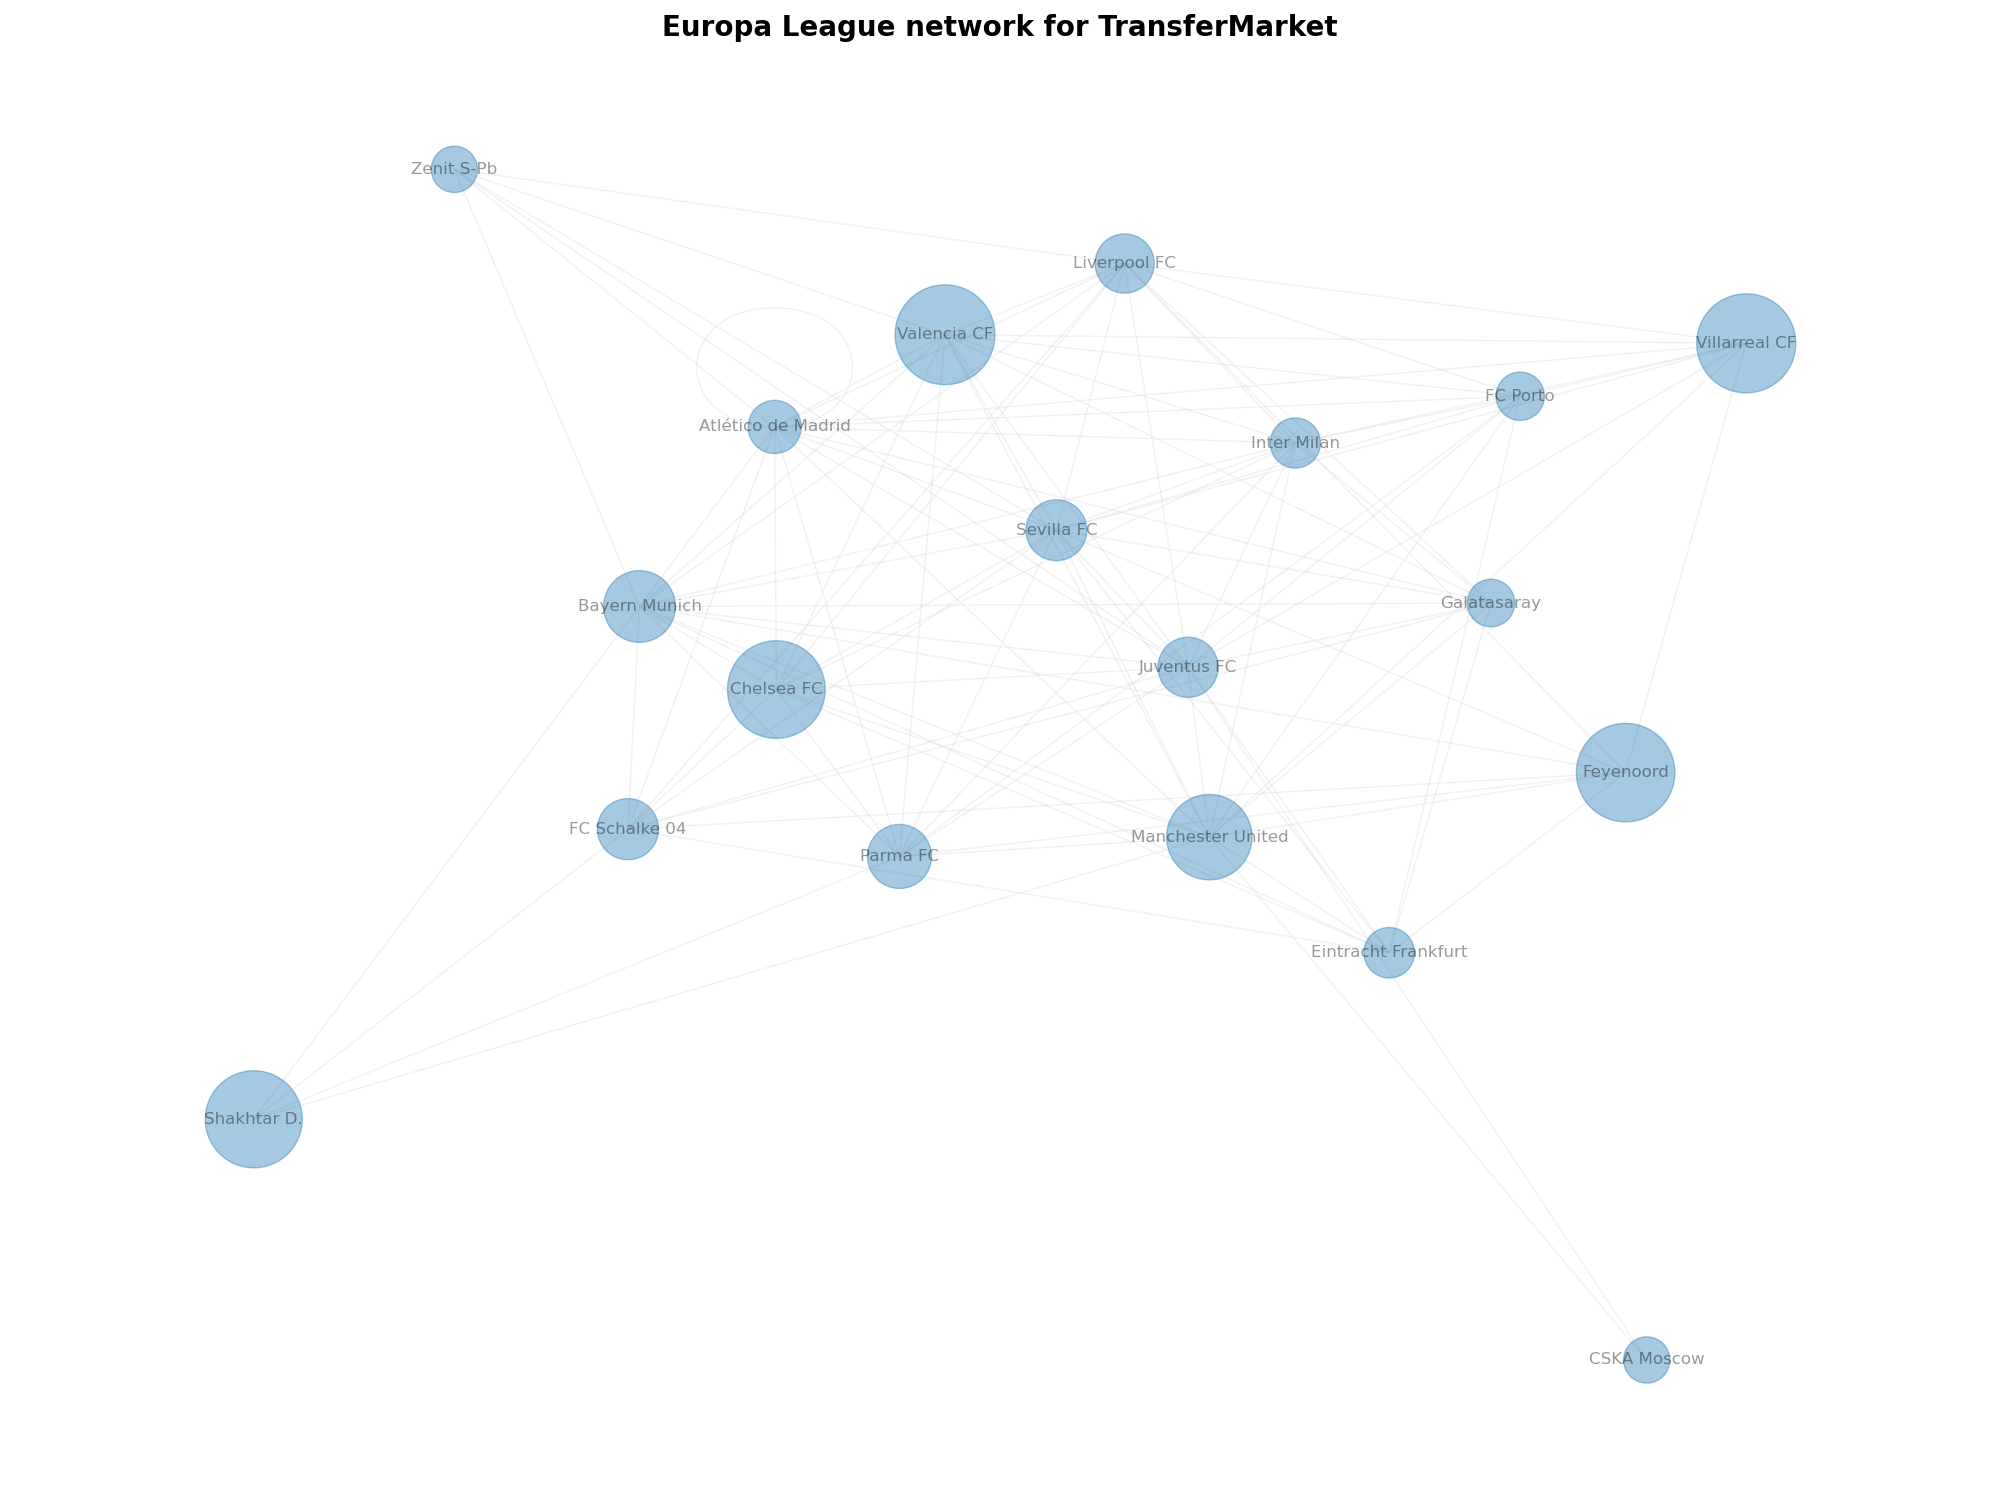 Europa League network for TransferMarket
Zenit S-Pb
Liverpool FC
Valencia CF
Villarreal CF
FC Porto
Atlético de Madrid
Inter Milan
Sevilla FC
Bayern Munich
Galatasaray
Juventus FC
Chelsea FC
Feyenoord
FC Schalke 04
Manchester United
Parma FC
Eintracht Frankfurt
Shakhtar D.
CSKA Moscow